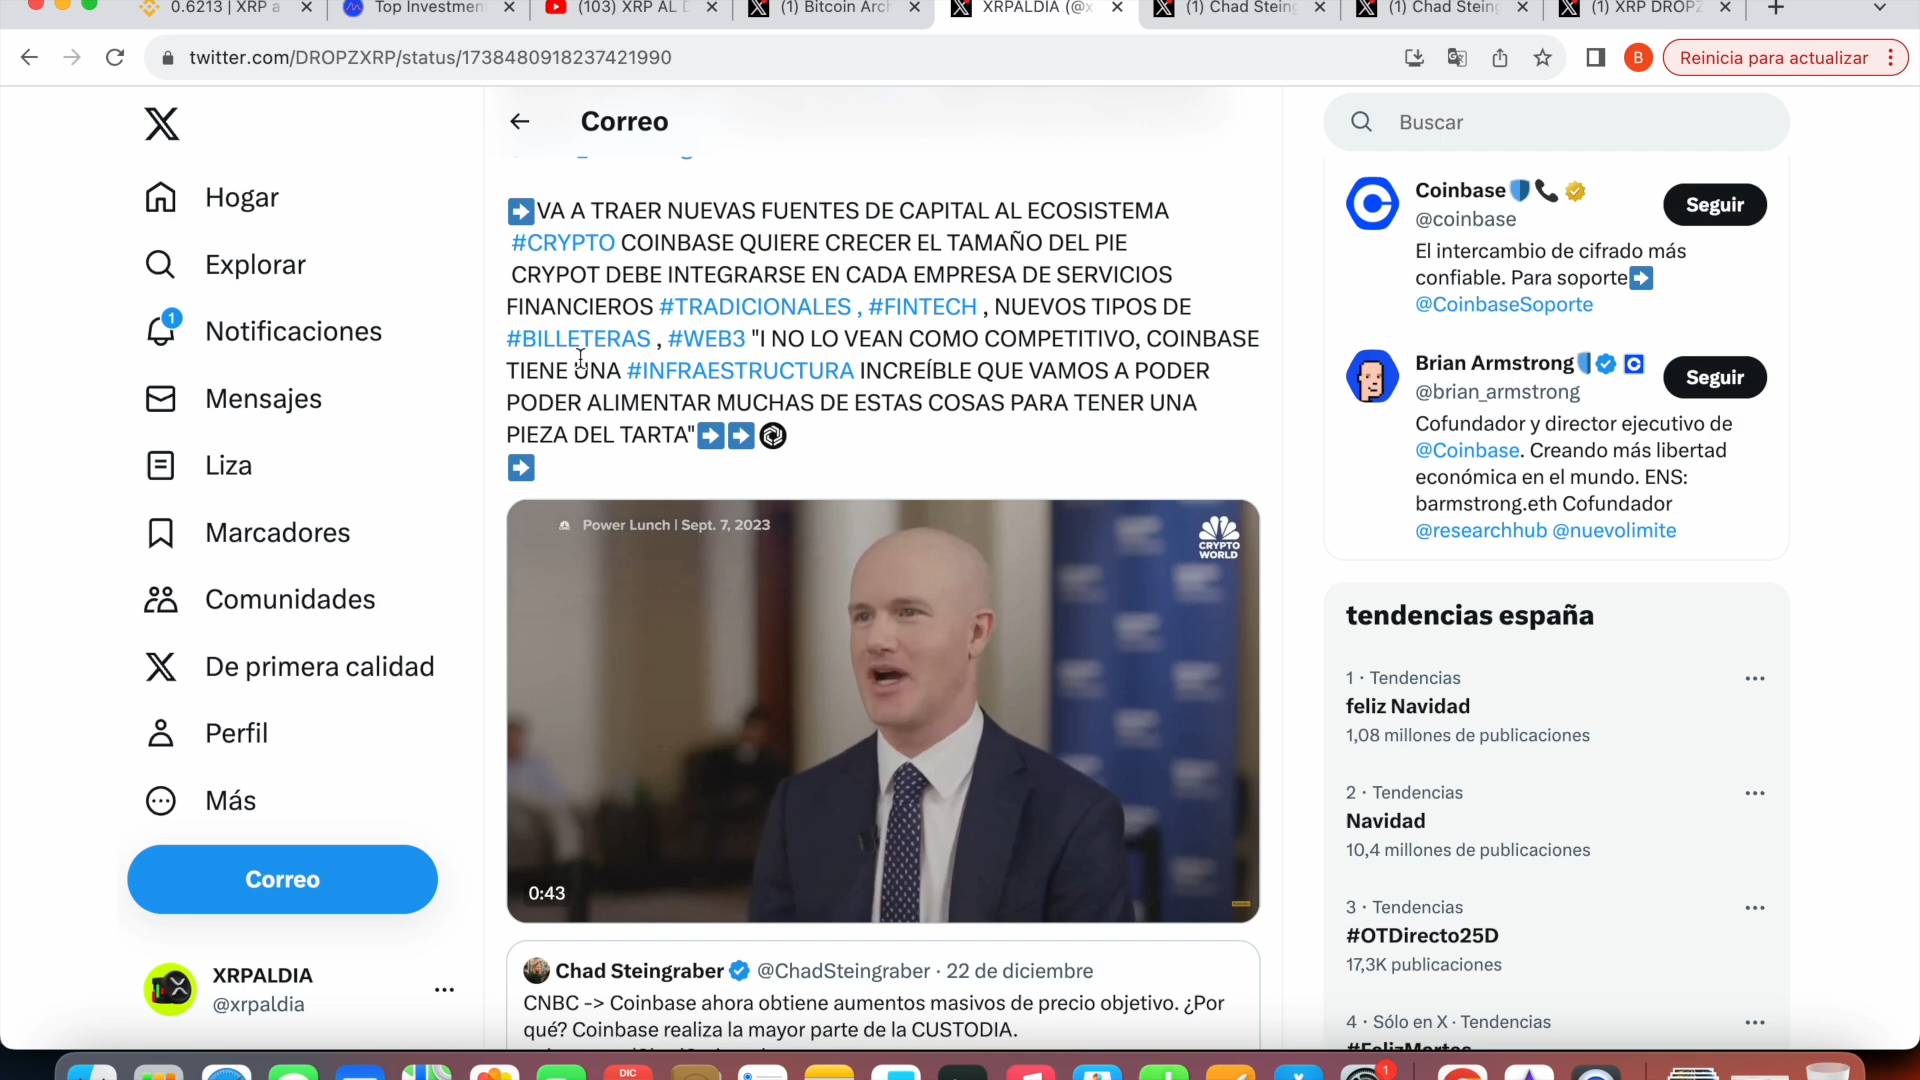 0.6213 | XRP a
Top Investmen
(103) XRP AL D
(1) Bitcoin Arch
XRPALDIA (@x
(1) Chad Stein
(1) Chad Stein
(1) XRP DROPZ
twitter.com/DROPZXRP/status/1738480918237421990
B
Reinicia para actualizar
Hogar
Explorar
1
Notificaciones
Mensajes
Liza
Marcadores
Comunidades
De primera calidad
Perfil
Más
Correo
XRPALDIA
@xrpaldia
Correo
VA A TRAER NUEVAS FUENTES DE CAPITAL AL ECOSISTEMA
#CRYPTO COINBASE QUIERE CRECER EL TAMAÑO DEL PIE
CRYPOT DEBE INTEGRARSE EN CADA EMPRESA DE SERVICIOS
FINANCIEROS #TRADICIONALES , #FINTECH , NUEVOS TIPOS DE
#BILLETERAS , #WEB3 "I NO LO VEAN COMO COMPETITIVO, COINBASE
TIENE UNA #INFRAESTRUCTURA INCREÍBLE QUE VAMOS A PODER
PODER ALIMENTAR MUCHAS DE ESTAS COSAS PARA TENER UNA
PIEZA DEL TARTA"
Power Lunch | Sept. 7, 2023
CRYPTO
WORLD
0:43
Chad Steingraber @ChadSteingraber · 22 de diciembre
CNBC -> Coinbase ahora obtiene aumentos masivos de precio objetivo. ¿Por
qué? Coinbase realiza la mayor parte de la CUSTODIA.
Buscar
Coinbase
@coinbase
Seguir
El intercambio de cifrado más
confiable. Para soporte
@CoinbaseSoporte
Brian Armstrong
@brian_armstrong
Seguir
Cofundador y director ejecutivo de
@Coinbase. Creando más libertad
económica en el mundo. ENS:
barmstrong.eth Cofundador
@researchhub @nuevolimite
tendencias españa
1 · Tendencias
feliz Navidad
1,08 millones de publicaciones
2 · Tendencias
Navidad
10,4 millones de publicaciones
3 · Tendencias
#OTDirecto25D
17,3K publicaciones
4 · Sólo en X · Tendencias
#FelizMartes
DIC
1